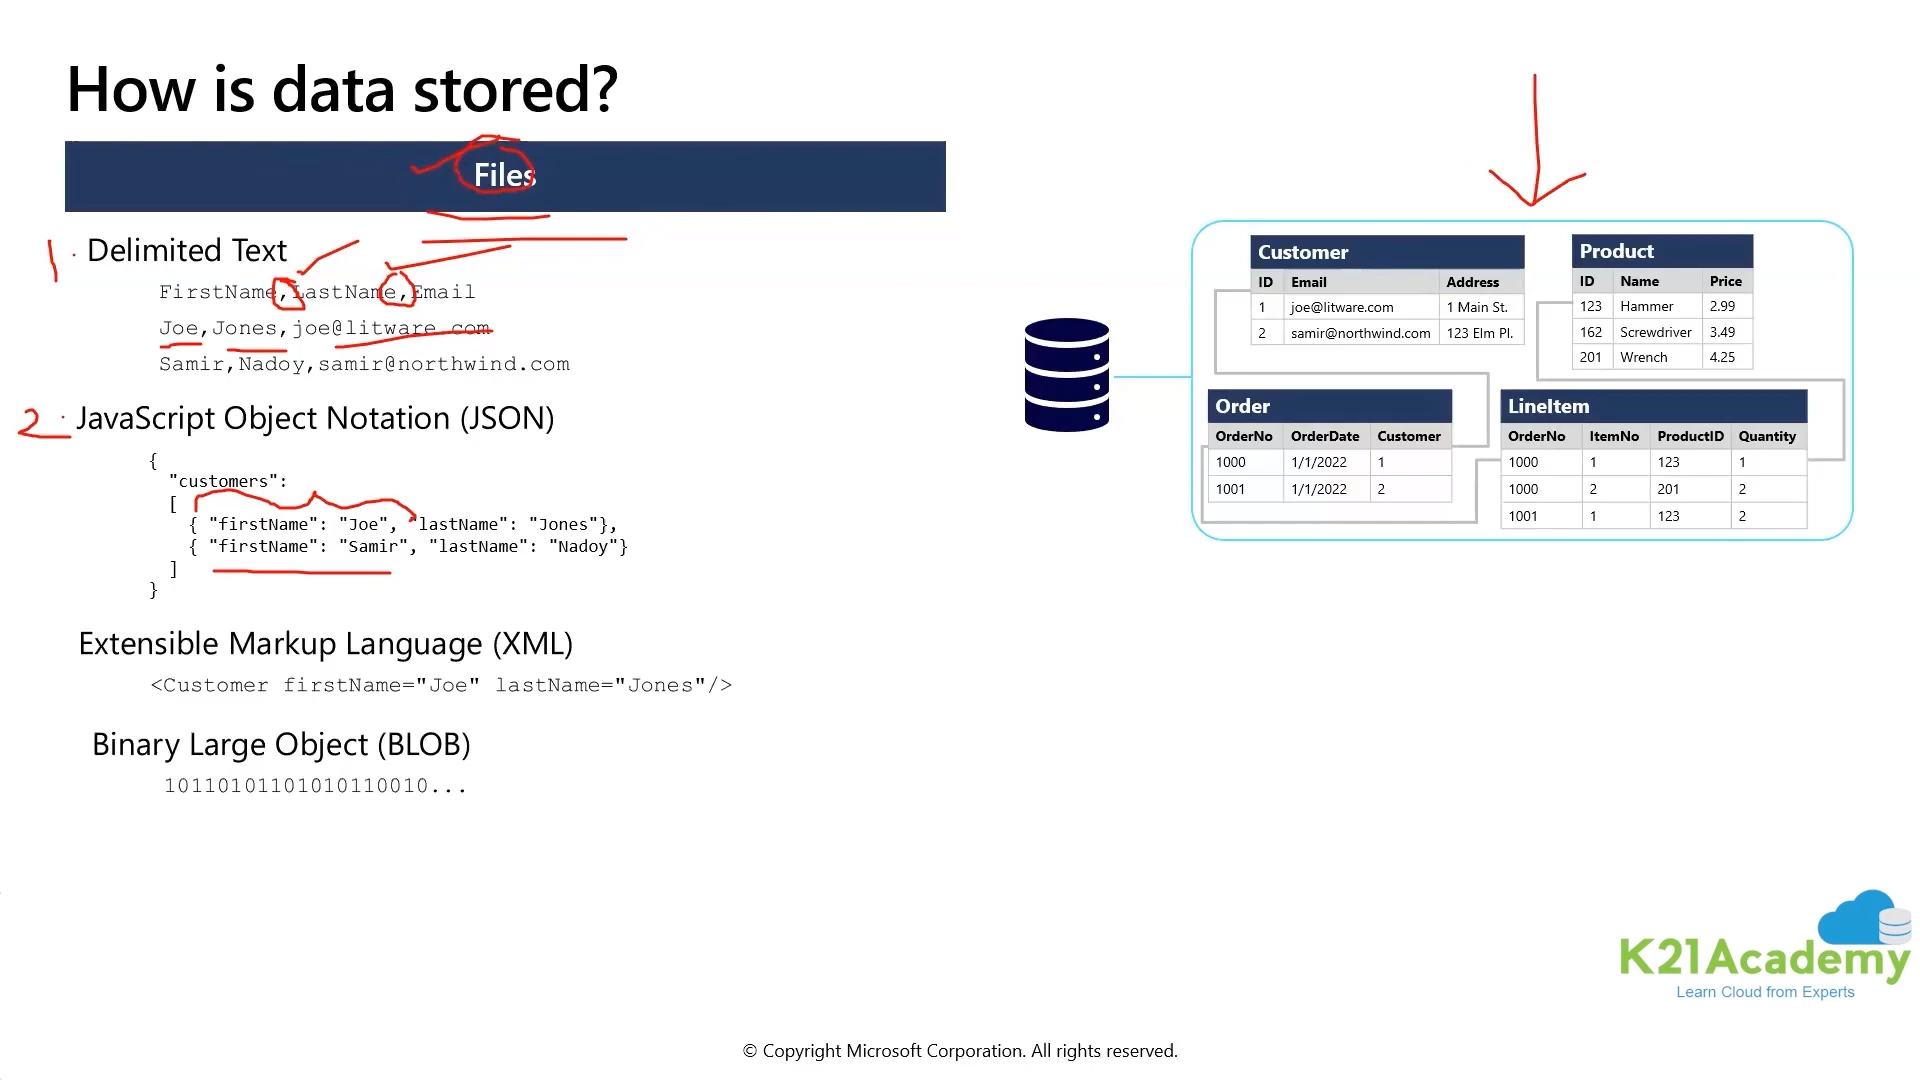 How is data stored?
Files
1 · Delimited Text
FirstName,LastName,Email
Joe,Jones,joe@litware.com
Samir,Nadoy,samir@northwind.com
2 · JavaScript Object Notation (JSON)
{
"customers":
[
{ "firstName": "Joe", "lastName": "Jones"},
{ "firstName": "Samir", "lastName": "Nadoy"}
]
}
Extensible Markup Language (XML)
<Customer firstName="Joe" lastName="Jones"/>
Binary Large Object (BLOB)
10110101101010110010...
Customer
ID Email Address
1 joe@litware.com 1 Main St.
2 samir@northwind.com 123 Elm Pl.
Product
ID Name Price
123 Hammer 2.99
162 Screwdriver 3.49
201 Wrench 4.25
Order
OrderNo OrderDate Customer
1000 1/1/2022 1
1001 1/1/2022 2
LineItem
OrderNo ItemNo ProductID Quantity
1000 1 123 1
1000 2 201 2
1001 1 123 2
K21Academy
Learn Cloud from Experts
© Copyright Microsoft Corporation. All rights reserved.